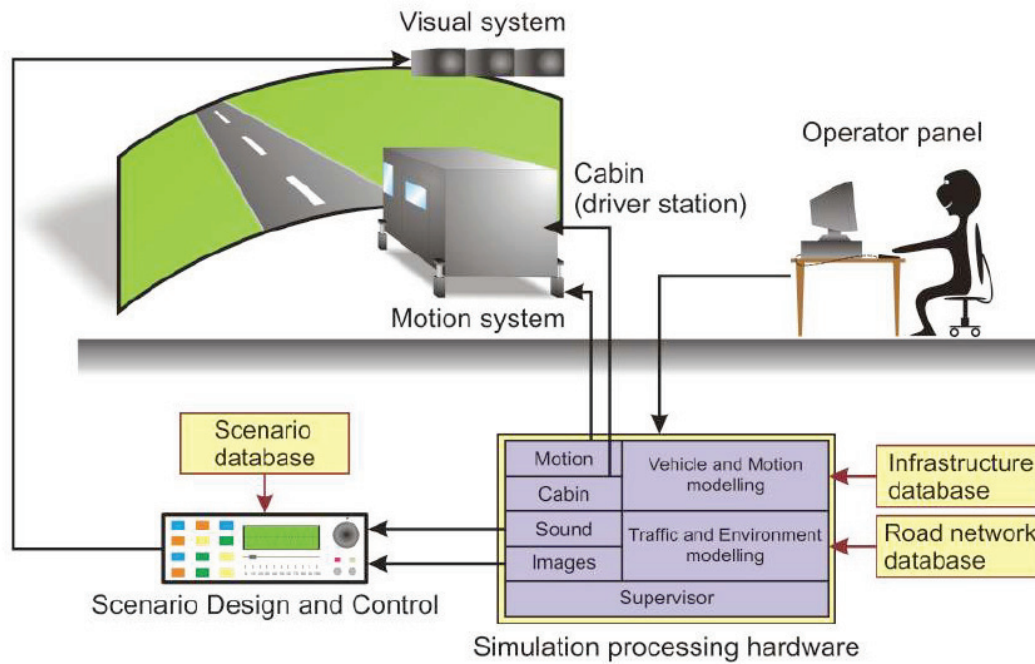 Visual system
Operator panel
Cabin
(driver station)
Motion system
Scenario
database
Motion
Cabin
Sound
Images
Vehicle and Motion
modelling
Traffic and Environment
modelling
Supervisor
Infrastructure
database
Road network
database
Scenario Design and Control
Simulation processing hardware